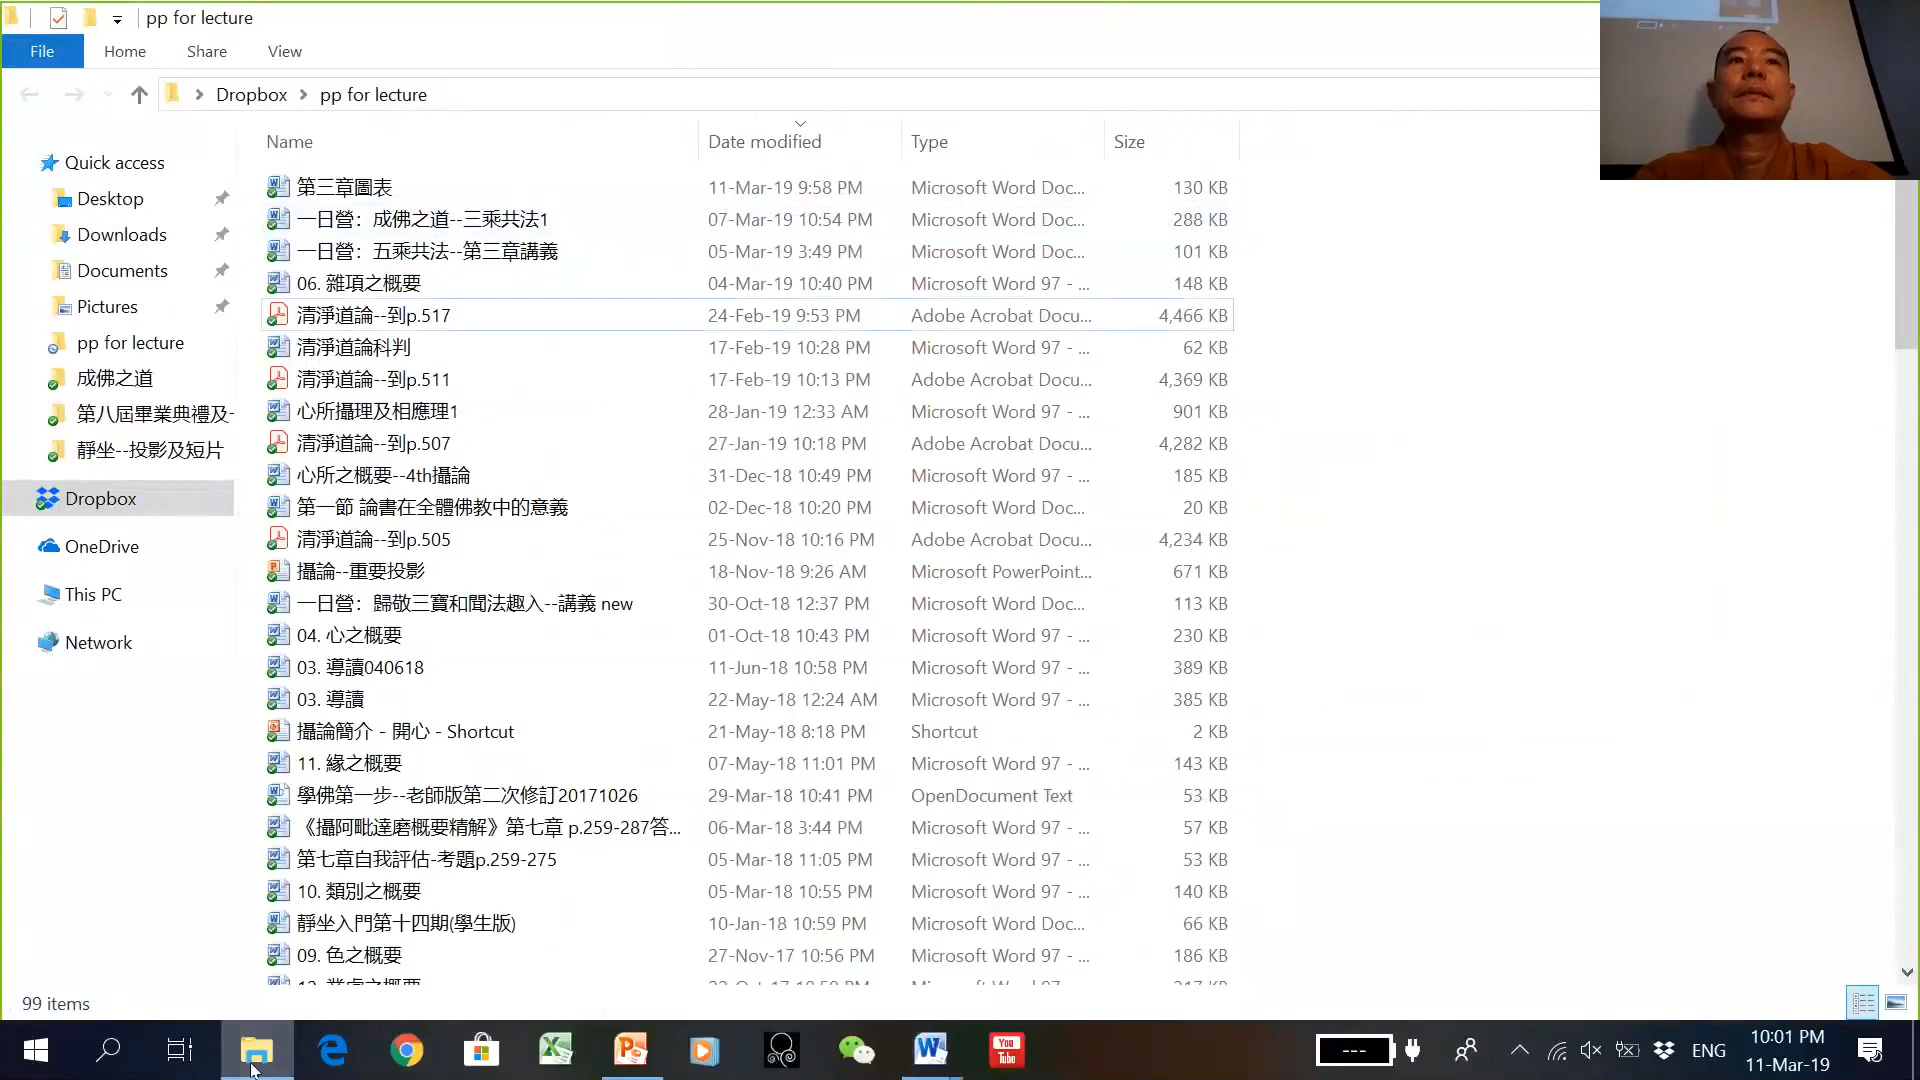 pp for lecture
File Home Share View
Dropbox pp for lecture
Name Date modified Type Size
Quick access
Desktop
Downloads
Documents
Pictures
pp for lecture
成佛之道
第八屆畢業典禮及
靜坐--投影及短片
Dropbox
OneDrive
This PC
Network
第三章圖表 11-Mar-19 9:58 PM Microsoft Word Doc... 130 KB
一日營：成佛之道--三乘共法1 07-Mar-19 10:54 PM Microsoft Word Doc... 288 KB
一日營：五乘共法--第三章講義 05-Mar-19 3:49 PM Microsoft Word Doc... 101 KB
06. 雜項之概要 04-Mar-19 10:40 PM Microsoft Word 97 - ... 148 KB
清淨道論--到p.517 24-Feb-19 9:53 PM Adobe Acrobat Docu... 4,466 KB
清淨道論科判 17-Feb-19 10:28 PM Microsoft Word 97 - ... 62 KB
清淨道論--到p.511 17-Feb-19 10:13 PM Adobe Acrobat Docu... 4,369 KB
心所攝理及相應理1 28-Jan-19 12:33 AM Microsoft Word 97 - ... 901 KB
清淨道論--到p.507 27-Jan-19 10:18 PM Adobe Acrobat Docu... 4,282 KB
心所之概要--4th攝論 31-Dec-18 10:49 PM Microsoft Word 97 - ... 185 KB
第一節 論書在全體佛教中的意義 02-Dec-18 10:20 PM Microsoft Word Doc... 20 KB
清淨道論--到p.505 25-Nov-18 10:16 PM Adobe Acrobat Docu... 4,234 KB
攝論--重要投影 18-Nov-18 9:26 AM Microsoft PowerPoint... 671 KB
一日營：歸敬三寶和聞法趣入--講義 new 30-Oct-18 12:37 PM Microsoft Word Doc... 113 KB
04. 心之概要 01-Oct-18 10:43 PM Microsoft Word 97 - ... 230 KB
03. 導讀040618 11-Jun-18 10:58 PM Microsoft Word 97 - ... 389 KB
03. 導讀 22-May-18 12:24 AM Microsoft Word 97 - ... 385 KB
攝論簡介 - 開心 - Shortcut 21-May-18 8:18 PM Shortcut 2 KB
11. 緣之概要 07-May-18 11:01 PM Microsoft Word 97 - ... 143 KB
學佛第一步--老師版第二次修訂20171026 29-Mar-18 10:41 PM OpenDocument Text 53 KB
《攝阿毗達磨概要精解》第七章 p.259-287答... 06-Mar-18 3:44 PM Microsoft Word 97 - ... 57 KB
第七章自我評估-考題p.259-275 05-Mar-18 11:05 PM Microsoft Word 97 - ... 53 KB
10. 類別之概要 05-Mar-18 10:55 PM Microsoft Word 97 - ... 140 KB
靜坐入門第十四期(學生版) 10-Jan-18 10:59 PM Microsoft Word Doc... 66 KB
09. 色之概要 27-Nov-17 10:56 PM Microsoft Word 97 - ... 186 KB
99 items
You Tube
ENG
10:01 PM
11-Mar-19